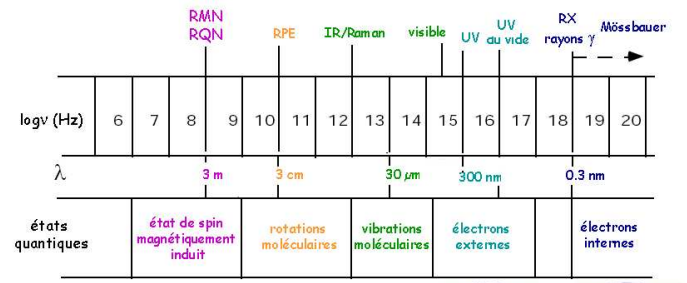 RMN RPE IR/Raman visible UV UV RX Mössbauer
RQN au vide rayons γ
logν (Hz) 6 7 8 9 10 11 12 13 14 15 16 17 18 19 20
λ 3 m 3 cm 30 µm 300 nm 0.3 nm
états état de spin rotations vibrations électrons électrons
quantiques magnétiquement moléculaires moléculaires externes internes
induit